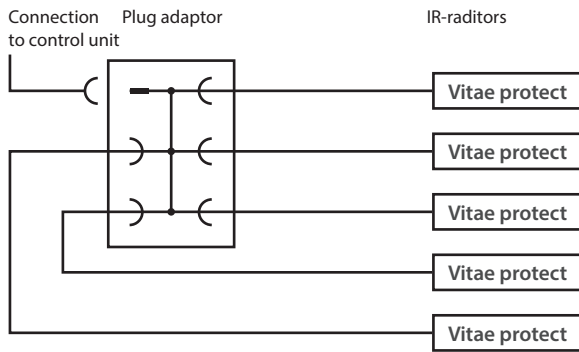 Connection
to control unit
Plug adaptor
IR-raditors
Vitae protect
Vitae protect
Vitae protect
Vitae protect
Vitae protect